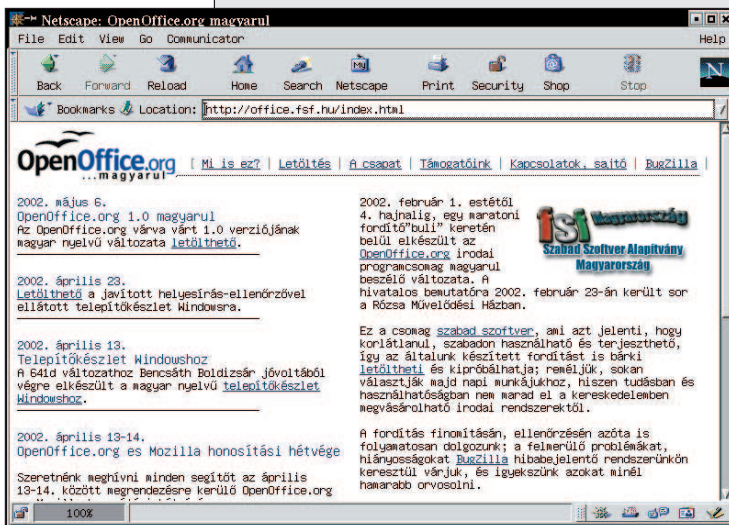 Netscape: OpenOffice.org magyarul
File Edit View Go Communicator Help
Back Forward Reload Home Search Netscape Print Security Shop Stop
My
N
Bookmarks Location: http://office.fsf.hu/index.html
OpenOffice.org
...magyarul
[ Mi is ez? | Letöltés | A csapat | Támogatóink | Kapcsolatok, sajtó | BugZilla |
2002. május 6.
OpenOffice.org 1.0 magyarul
Az OpenOffice.org várva várt 1.0 verziójának
magyar nyelvű változata letölthető.
2002. április 23.
Letölthető a javított helyesírás-ellenőrzővel
ellátott telepítőkészlet Windowsra.
2002. április 13.
Telepítőkészlet Windowshoz
A 641d változathoz Bencsáth Boldizsár jóvoltából
végre elkészült a magyar nyelvű telepítőkészlet
Windowshoz.
2002. április 13-14.
OpenOffice.org es Mozilla honosítási hétvége
Szeretnék meghívni minden segítőt az április
13-14. között megrendezésre kerülő OpenOffice.org
2002. február 1. estétől
4. hajnalig, egy maratoni
fordító"buli" keretén
belül elkészült az
OpenOffice.org irodai
programcsomag magyarul
beszélő változata. A
hivatalos bemutatóra 2002. február 23-án került sor
a Rózsa Művelődési Házban.
fsf Magyarország
Szabad Szoftver Alapítvány
Magyarország
Ez a csomag szabad szoftver, ami azt jelenti, hogy
korlátlanul, szabadon használható és terjeszthető,
így az általunk készített fordítást is bárki
letöltheti és kipróbálhatja; reméljük, sokan
választják majd napi munkájukhoz, hiszen tudásban és
használhatóságban nem marad el a kereskedelemben
megvásárolható irodai rendszerektől.
A fordítás finomításán, ellenőrzésén azóta is
folyamatosan dolgozunk; a felmerülő problémákat,
hiányosságokat BugZilla hibabejelentő rendszerünkön
keresztül várjuk, és igyekszünk azokat minél
hamarabb orvosolni.
100%